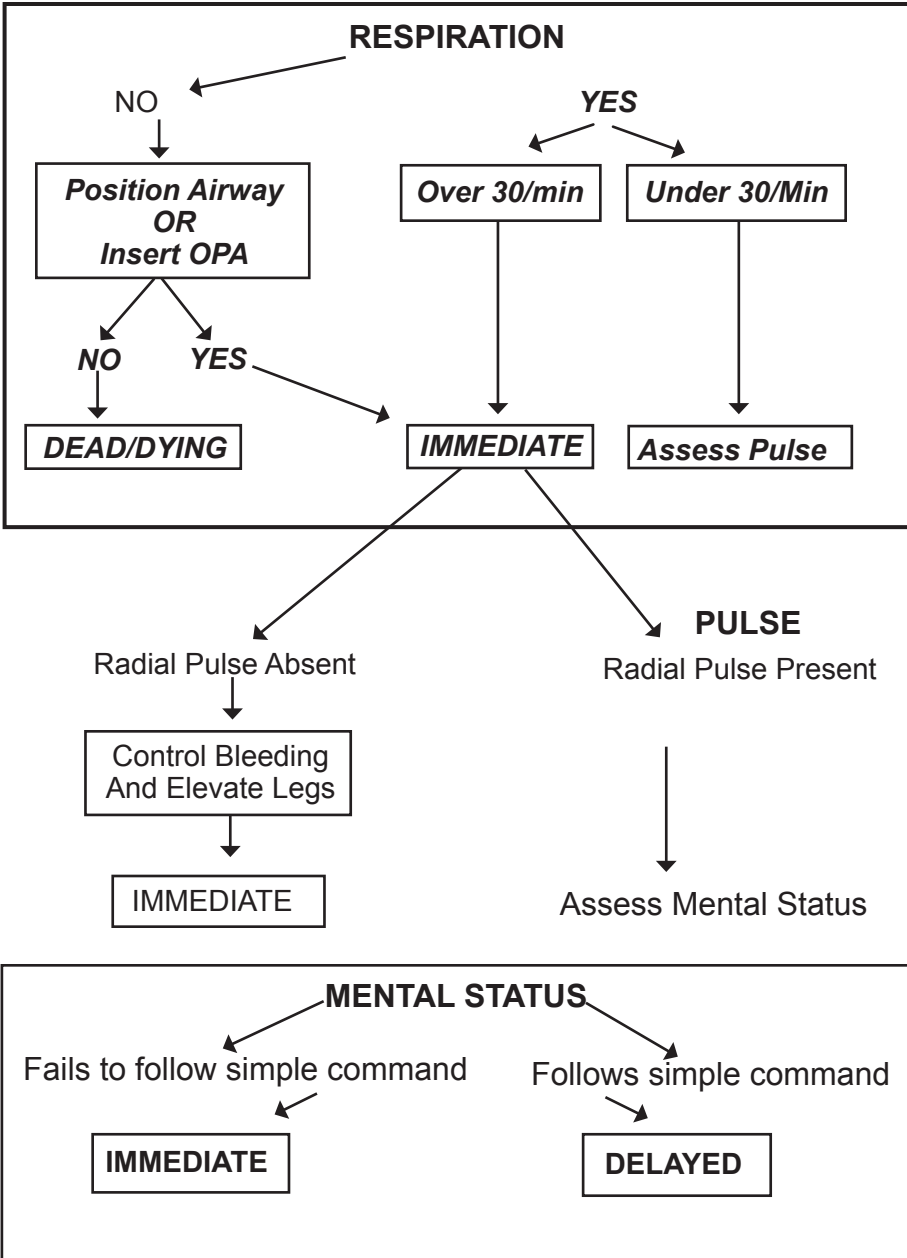 RESPIRATION
NO
YES
Position Airway
OR
Insert OPA
Over 30/min
Under 30/Min
NO
YES
DEAD/DYING
IMMEDIATE
Assess Pulse
PULSE
Radial Pulse Absent
Radial Pulse Present
Control Bleeding
And Elevate Legs
IMMEDIATE
Assess Mental Status
MENTAL STATUS
Fails to follow simple command
Follows simple command
IMMEDIATE
DELAYED